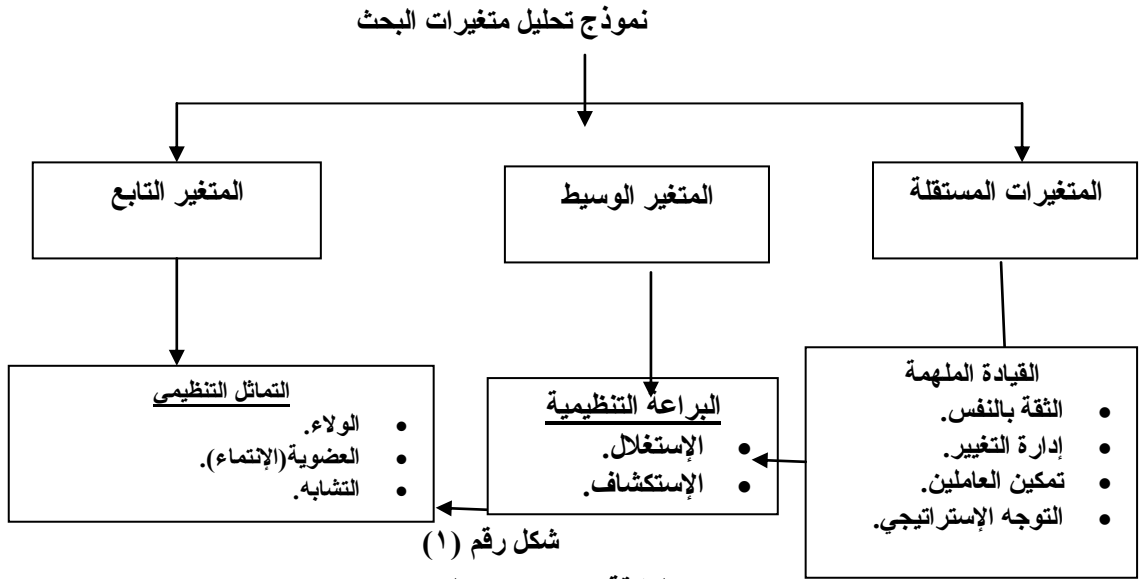 نموذج تحليل متغيرات البحث
المتغيرات المستقلة
المتغير الوسيط
المتغير التابع
القيادة الملهمة
• الثقة بالنفس.
• إدارة التغيير.
• تمكين العاملين.
• التوجه الإستراتيجي.
البراعة التنظيمية
• الإستغلال.
• الإستكشاف.
التماثل التنظيمي
• الولاء.
• العضوية(الإنتماء).
• التشابه.
شكل رقم (١)